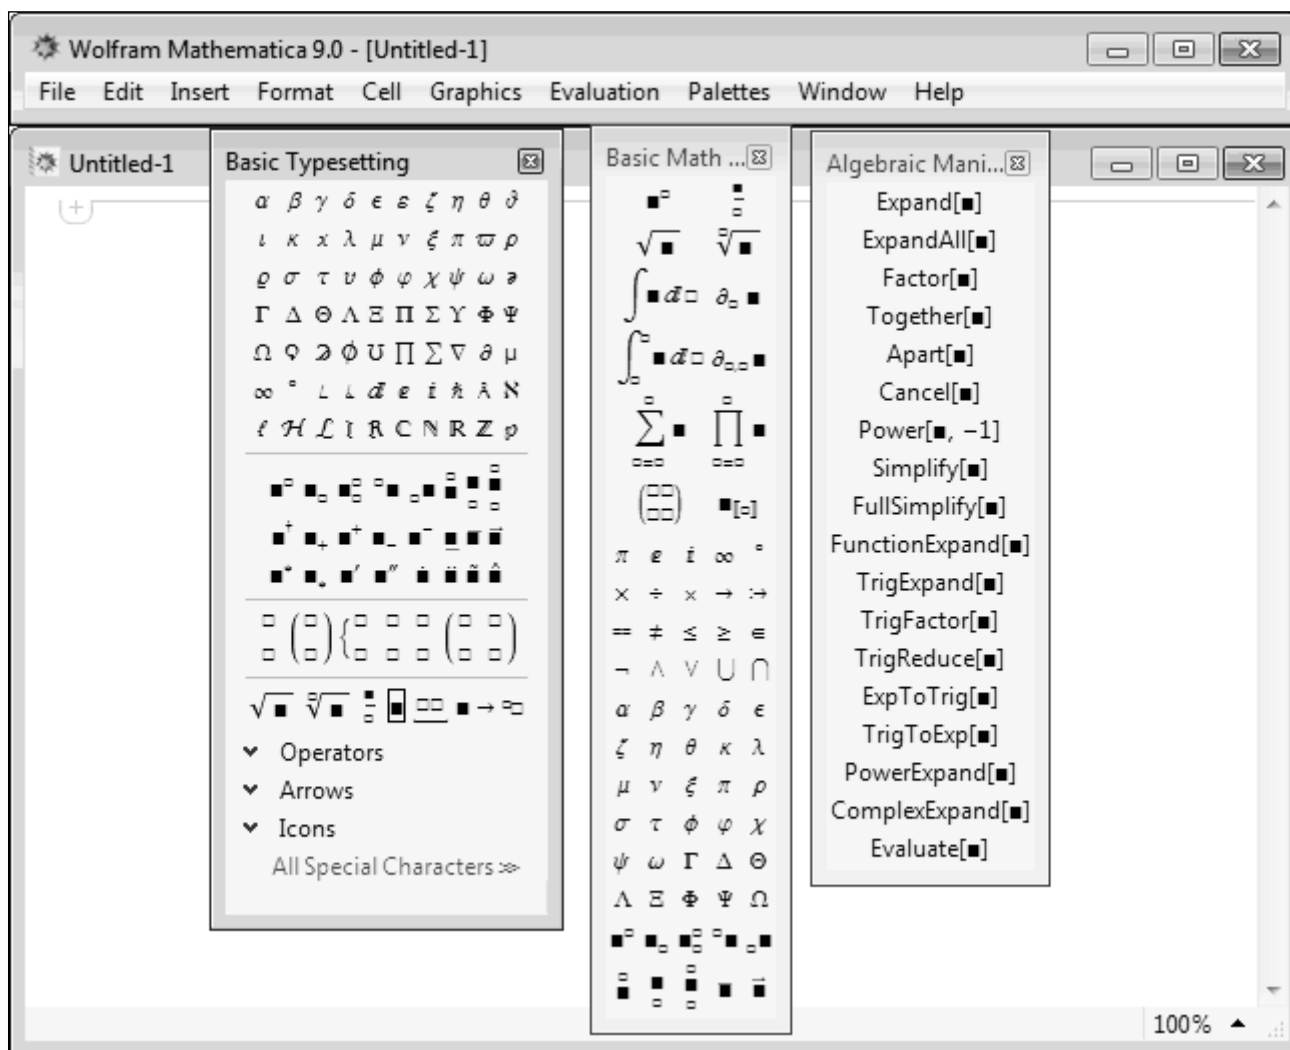 Wolfram Mathematica 9.0 - [Untitled-1]
File Edit Insert Format Cell Graphics Evaluation Palettes Window Help
Untitled-1
Basic Typesetting
α β γ δ ϵ ε ζ η θ ϑ
ι κ ϰ λ μ ν ξ π ϖ ρ
ϱ σ τ υ ϕ φ χ ψ ω
Γ Δ Θ Λ Ξ Π Σ ϒ Φ Ψ
Ω ∏ ∑ ∇ ∂ μ
∞ ° ⅆ ⅇ ⅈ ℏ Å ℵ
ℓ ℋ ℒ ℝ ℂ ℕ ℝ ℤ ℘
■□ ■□ ■□ □■ □■
■† ■+ ■+ ■- ■-
■* ■* ■′ ■″
√■ ■ → □□
Operators
Arrows
Icons
All Special Characters ≫
Basic Math ...
■□ ■/□
√■ □√■
∫■ⅆ□ ∂□ ■
∫■ⅆ□ ∂□,□ ■
∑■ ∏■
□=□ □=□
(□□ □□) ■[□]
π ⅇ ⅈ ∞ °
× ÷ × → :→
== ≠ ≤ ≥ ∈
¬ ∧ ∨ ∪ ∩
α β γ δ ϵ
ζ η θ κ λ
μ ν ξ π ρ
σ τ ϕ φ χ
ψ ω Γ Δ Θ
Λ Ξ Φ Ψ Ω
Algebraic Mani...
Expand[■]
ExpandAll[■]
Factor[■]
Together[■]
Apart[■]
Cancel[■]
Power[■, −1]
Simplify[■]
FullSimplify[■]
FunctionExpand[■]
TrigExpand[■]
TrigFactor[■]
TrigReduce[■]
ExpToTrig[■]
TrigToExp[■]
PowerExpand[■]
ComplexExpand[■]
Evaluate[■]
100%